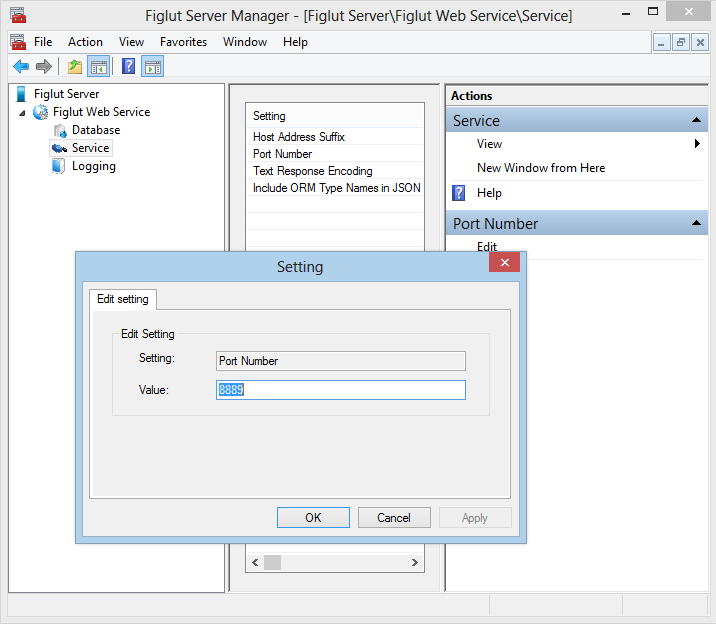 Figlut Server Manager - [Figlut Server\Figlut Web Service\Service]
File Action View Favorites Window Help
Figlut Server
Figlut Web Service
Database
Service
Logging
Setting
Host Address Suffix
Port Number
Text Response Encoding
Include ORM Type Names in JSON
Actions
Service
View
New Window from Here
Help
Port Number
Edit
Setting
Edit setting
Edit Setting
Setting: Port Number
Value: 8889
OK Cancel Apply